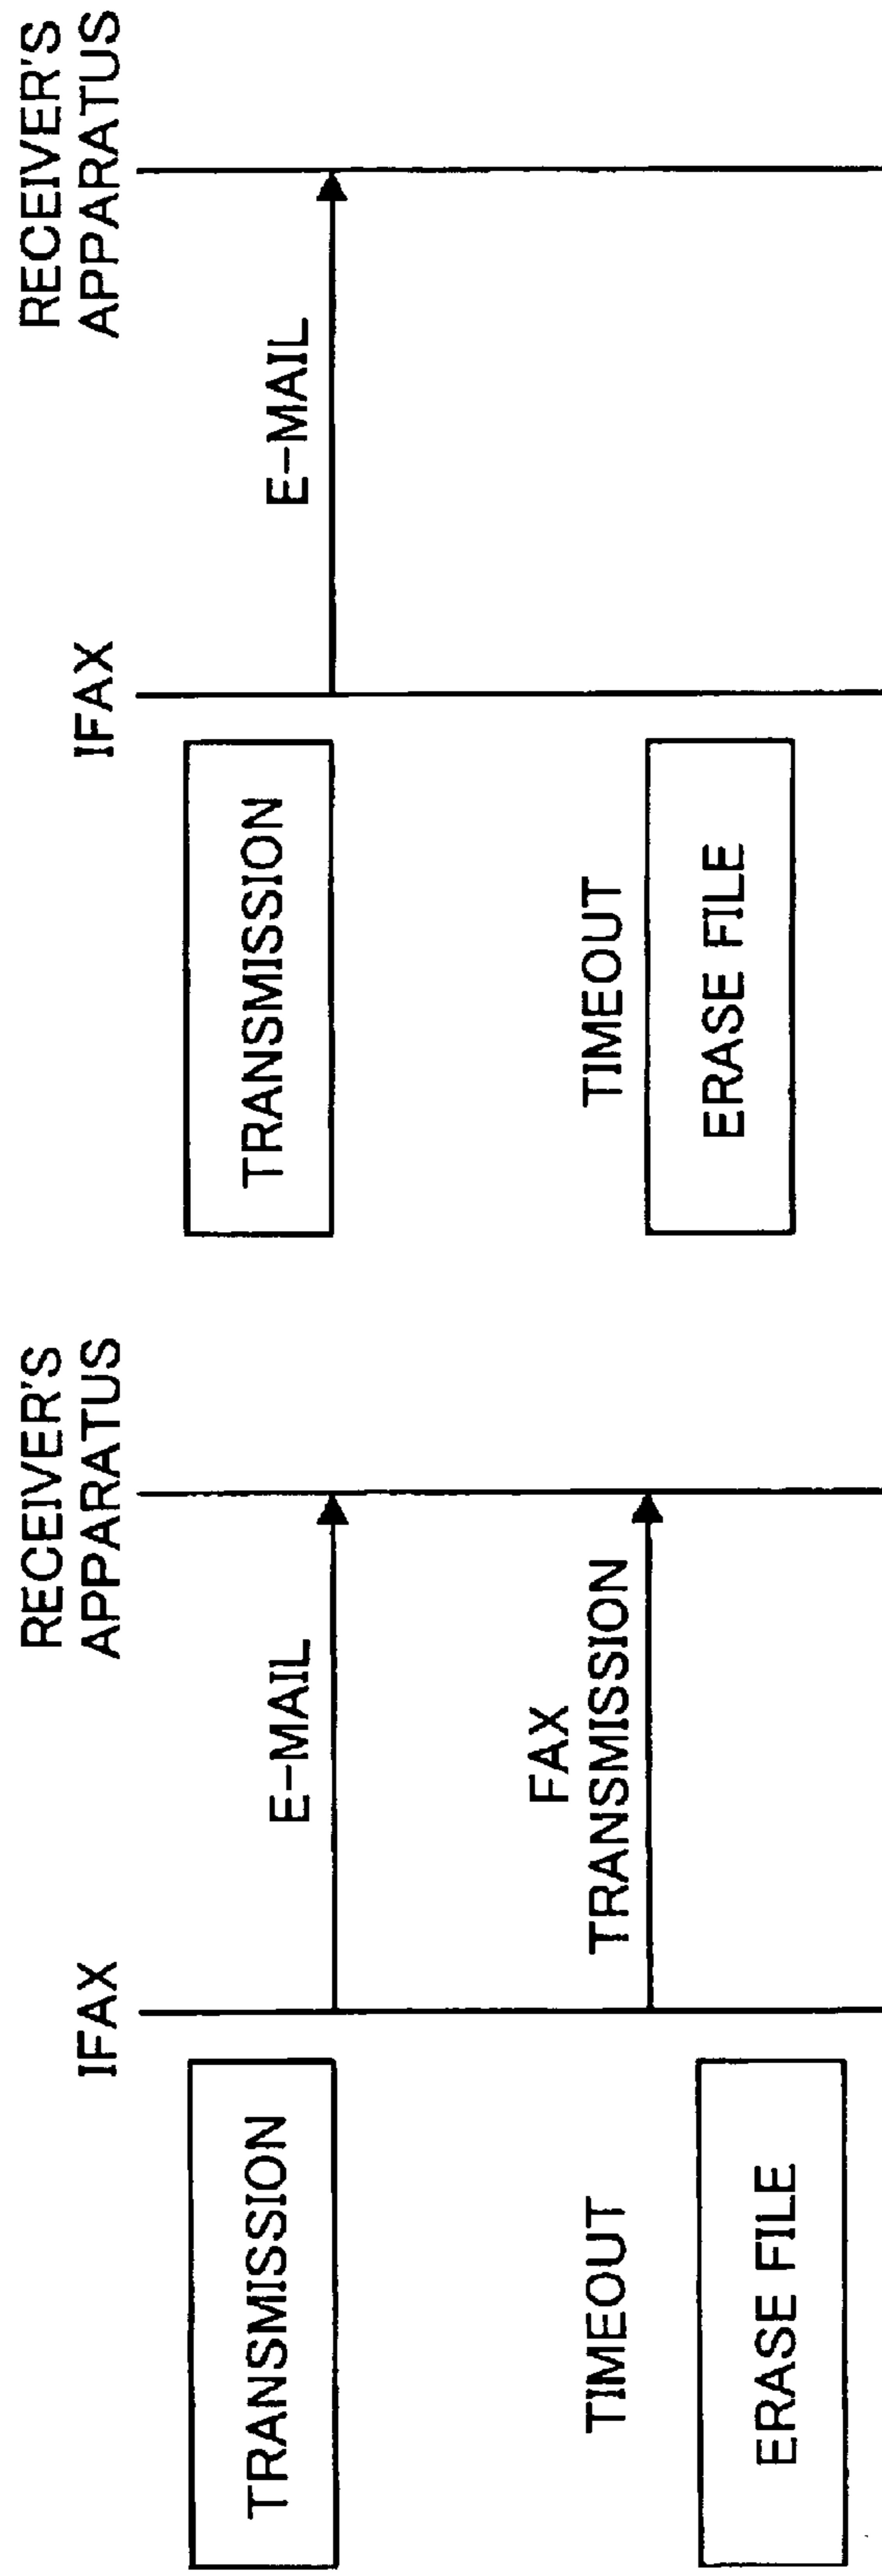 IFAX
RECEIVER'S
APPARATUS
TRANSMISSION
E-MAIL
TIMEOUT
FAX
TRANSMISSION
ERASE FILE
IFAX
RECEIVER'S
APPARATUS
TRANSMISSION
E-MAIL
TIMEOUT
ERASE FILE